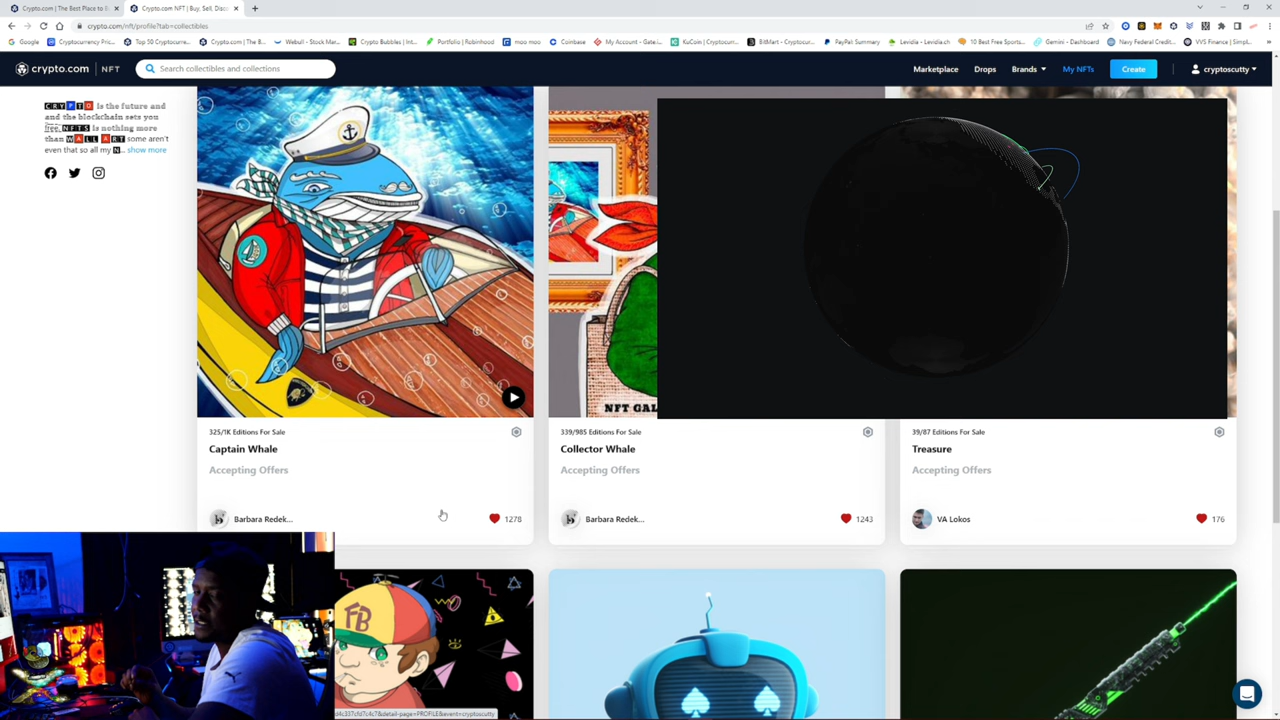 Crypto.com | The Best Place to B
Crypto.com NFT | Buy, Sell, Disc
crypto.com/nft/profile?tab=collectibles
Google
Cryptocurrency Pric...
Top 50 Cryptocurre...
Crypto.com | The B...
Webull - Stock Mar...
Crypto Bubbles | Int...
Portfolio | Robinhood
moo moo
Coinbase
My Account - Gate.i...
KuCoin | Cryptocurr...
BitMart - Cryptocur...
PayPal: Summary
Levidia - Levidia.ch
10 Best Free Sports...
Gemini - Dashboard
Navy Federal Credit...
VVS Finance | Simpl...
crypto.com | NFT
Search collectibles and collections
Marketplace
Drops
Brands
My NFTs
Create
cryptoscutty
CRYPTO is the future and
and the blockchain sets you
free. NFTS is nothing more
than WALL ART some aren't
even that so all my N... show more
NFT GAL
325/1K Editions For Sale
Captain Whale
Accepting Offers
Barbara Redek...
1278
339/985 Editions For Sale
Collector Whale
Accepting Offers
Barbara Redek...
1243
39/87 Editions For Sale
Treasure
Accepting Offers
VA Lokos
176
FB
d4c337cfd7c4c7&detail-page=PROFILE&event=cryptoscutty